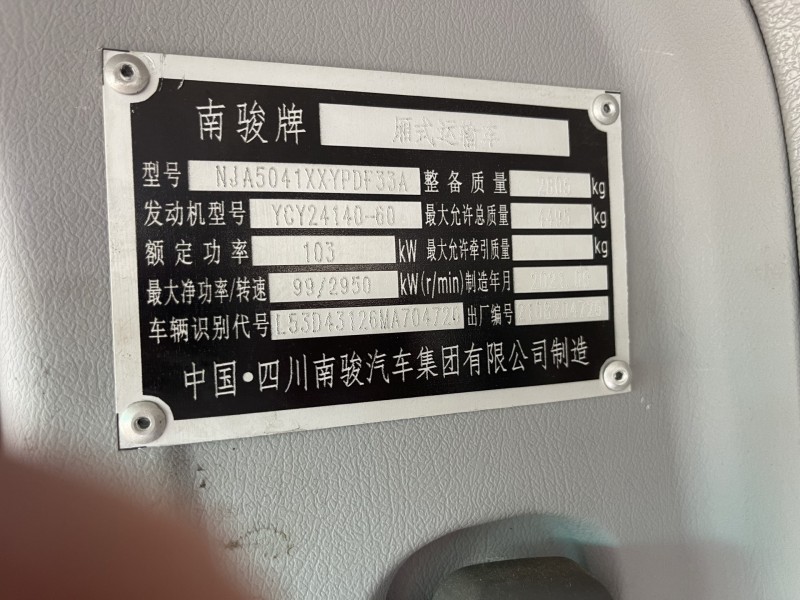 南骏牌 厢式运输车
型号 NJA5041XXYPDF33A 整备质量 kg
发动机型号 YCY24140-60 最大允许总质量 4495 kg
额定功率 103 kW 最大允许牵引质量 kg
最大净功率/转速 99/2950 kW(r/min) 制造年月
车辆识别代号 出厂编号
中国·四川南骏汽车集团有限公司制造